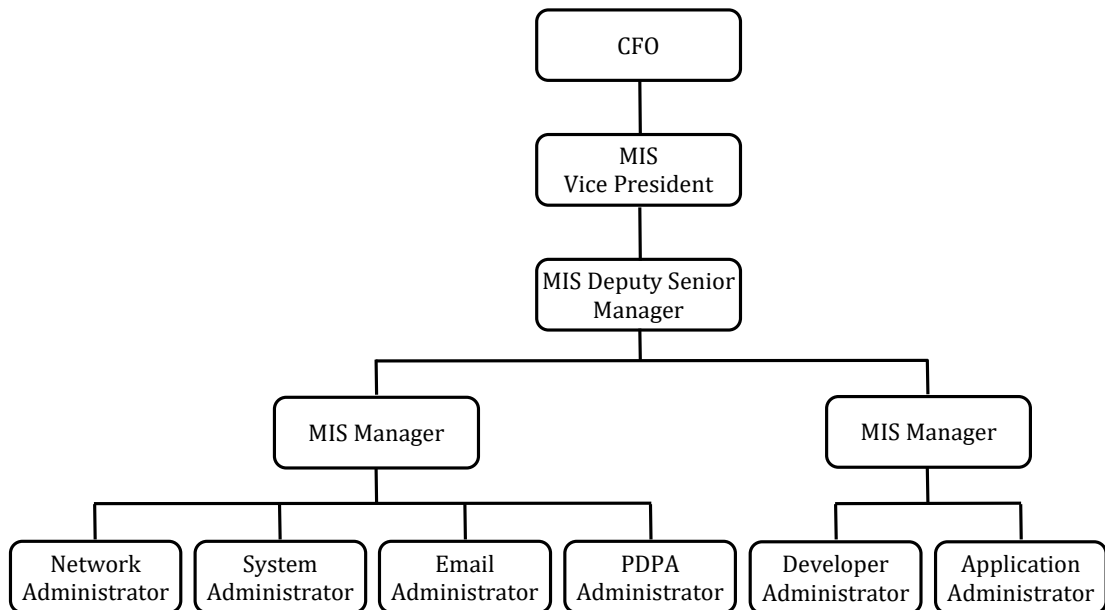 CFO
MIS
Vice President
MIS Deputy Senior
Manager
MIS Manager
MIS Manager
Network
Administrator
System
Administrator
Email
Administrator
PDPA
Administrator
Developer
Administrator
Application
Administrator